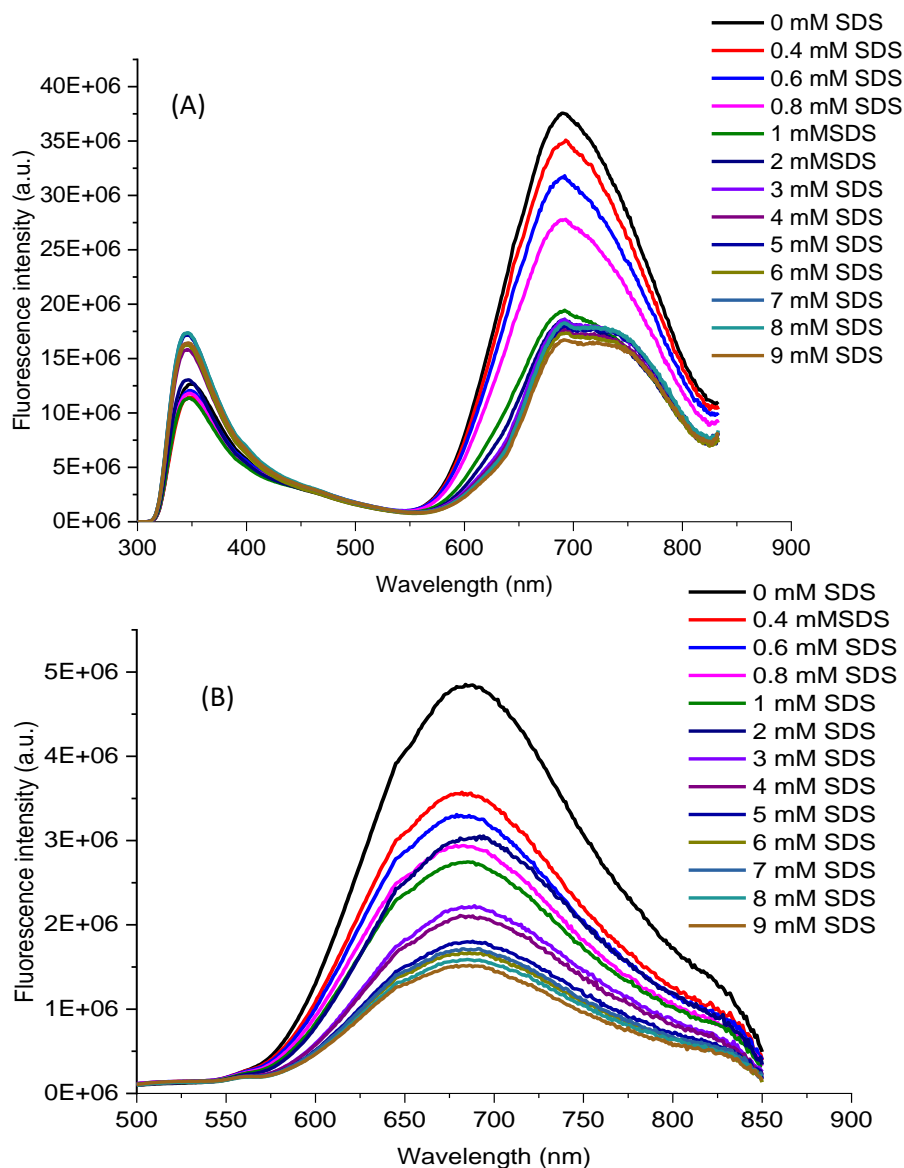 (A)
0 mM SDS
0.4 mM SDS
0.6 mM SDS
0.8 mM SDS
1 mMSDS
2 mMSDS
3 mM SDS
4 mM SDS
5 mM SDS
6 mM SDS
7 mM SDS
8 mM SDS
9 mM SDS
Fluorescence intensity (a.u.)
40E+06
35E+06
30E+06
25E+06
20E+06
15E+06
10E+06
5E+06
0E+06
300 400 500 600 700 800 900
Wavelength (nm)
(B)
0 mM SDS
0.4 mMSDS
0.6 mM SDS
0.8 mM SDS
1 mM SDS
2 mM SDS
3 mM SDS
4 mM SDS
5 mM SDS
6 mM SDS
7 mM SDS
8 mM SDS
9 mM SDS
Fluorescence intensity (a.u.)
5E+06
4E+06
3E+06
2E+06
1E+06
0E+06
500 550 600 650 700 750 800 850 900
Wavelength (nm)